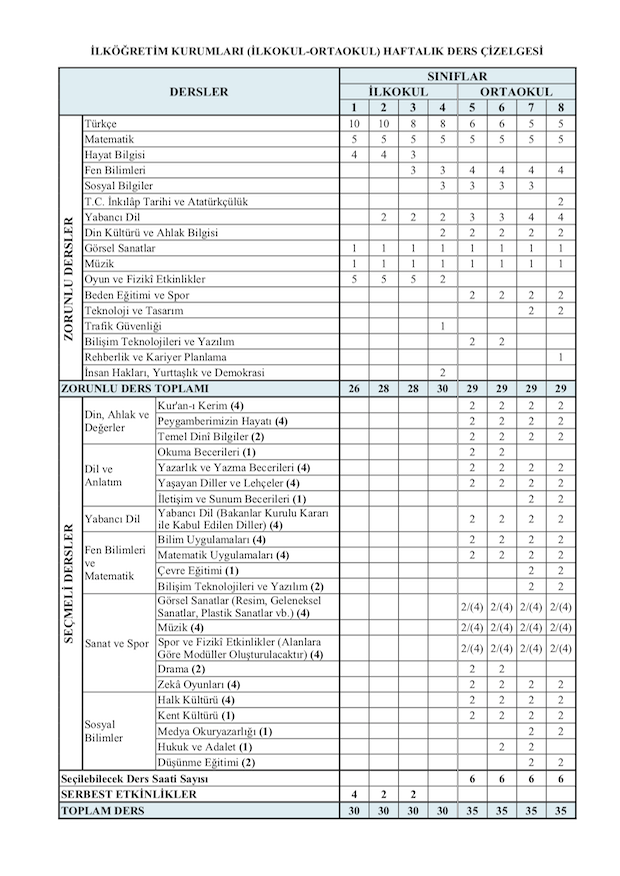 İLKÖĞRETİM KURUMLARI (İLKOKUL-ORTAOKUL) HAFTALIK DERS ÇİZELGESİ
DERSLER
SINIFLAR
İLKOKUL ORTAOKUL
1 2 3 4 5 6 7 8
ZORUNLU DERSLER
Türkçe 10 10 8 8 6 6 5 5
Matematik 5 5 5 5 5 5 5 5
Hayat Bilgisi 4 4 3
Fen Bilimleri 3 3 4 4 4 4
Sosyal Bilgiler 3 3 3 3
T.C. İnkılâp Tarihi ve Atatürkçülük 2
Yabancı Dil 2 2 2 3 3 4 4
Din Kültürü ve Ahlak Bilgisi 2 2 2 2 2
Görsel Sanatlar 1 1 1 1 1 1 1 1
Müzik 1 1 1 1 1 1 1 1
Oyun ve Fizikî Etkinlikler 5 5 5 2
Beden Eğitimi ve Spor 2 2 2 2
Teknoloji ve Tasarım 2 2
Trafik Güvenliği 1
Bilişim Teknolojileri ve Yazılım 2 2
Rehberlik ve Kariyer Planlama 1
İnsan Hakları, Yurttaşlık ve Demokrasi 2
ZORUNLU DERS TOPLAMI 26 28 28 30 29 29 29 29
SEÇMELİ DERSLER
Din, Ahlak ve
Değerler
Kur'an-ı Kerim (4) 2 2 2 2
Peygamberimizin Hayatı (4) 2 2 2 2
Temel Dinî Bilgiler (2) 2 2 2 2
Dil ve
Anlatım
Okuma Becerileri (1) 2 2
Yazarlık ve Yazma Becerileri (4) 2 2 2 2
Yaşayan Diller ve Lehçeler (4) 2 2 2 2
İletişim ve Sunum Becerileri (1) 2 2
Yabancı Dil
Yabancı Dil (Bakanlar Kurulu Kararı
ile Kabul Edilen Diller) (4) 2 2 2 2
Fen Bilimleri
ve
Matematik
Bilim Uygulamaları (4) 2 2 2 2
Matematik Uygulamaları (4) 2 2 2 2
Çevre Eğitimi (1) 2 2
Bilişim Teknolojileri ve Yazılım (2) 2 2
Sanat ve Spor
Görsel Sanatlar (Resim, Geleneksel
Sanatlar, Plastik Sanatlar vb.) (4) 2/(4) 2/(4) 2/(4) 2/(4)
Müzik (4) 2/(4) 2/(4) 2/(4) 2/(4)
Spor ve Fizikî Etkinlikler (Alanlara
Göre Modüller Oluşturulacaktır) (4) 2/(4) 2/(4) 2/(4) 2/(4)
Drama (2) 2 2
Zekâ Oyunları (4) 2 2 2 2
Sosyal
Bilimler
Halk Kültürü (4) 2 2 2 2
Kent Kültürü (1) 2 2 2 2
Medya Okuryazarlığı (1) 2 2
Hukuk ve Adalet (1) 2 2
Düşünme Eğitimi (2) 2 2
Seçilebilecek Ders Saati Sayısı 6 6 6 6
SERBEST ETKİNLİKLER 4 2 2
TOPLAM DERS 30 30 30 30 35 35 35 35